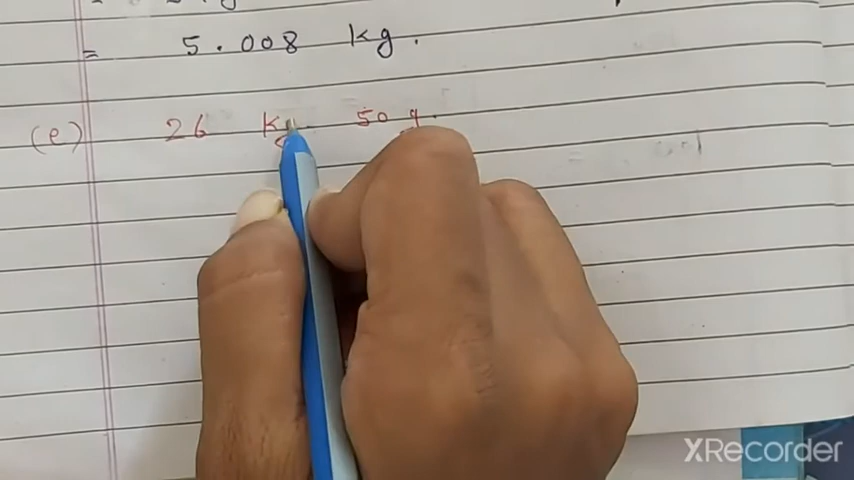 = 5.008 kg.
(e) 26 kg 50 g.
XRecorder